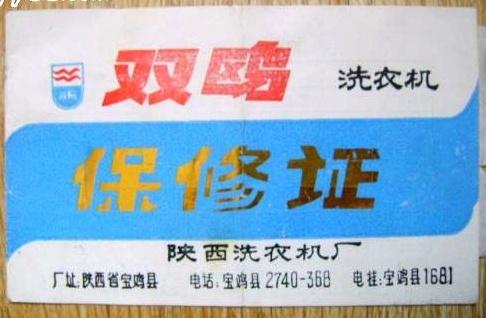 双鸥 洗衣机
保修证
陕西洗衣机厂
厂址:陕西省宝鸡县 电话:宝鸡县2740-368 电挂:宝鸡县1681